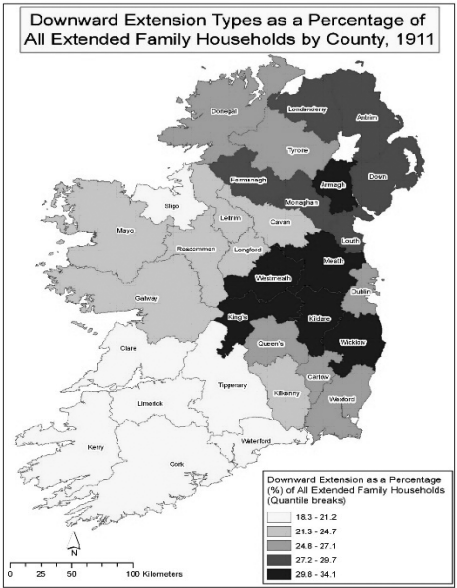 Downward Extension Types as a Percentage of
All Extended Family Households by County, 1911
Donegal
Londonderry
Antrim
Tyrone
Fermanagh
Armagh
Down
Monaghan
Sligo
Leitrim
Cavan
Mayo
Louth
Roscommon
Longford
Meath
Westmeath
Dublin
Galway
King's
Kildare
Wicklow
Queen's
Clare
Carlow
Tipperary
Kilkenny
Wexford
Limerick
Waterford
Kerry
Cork
Downward Extension as a Percentage
(%) of All Extended Family Households
(Quantile breaks)
18.3 - 21.2
21.3 - 24.7
24.8 - 27.1
27.2 - 29.7
29.8 - 34.1
N
0 25 50 100 Kilometers